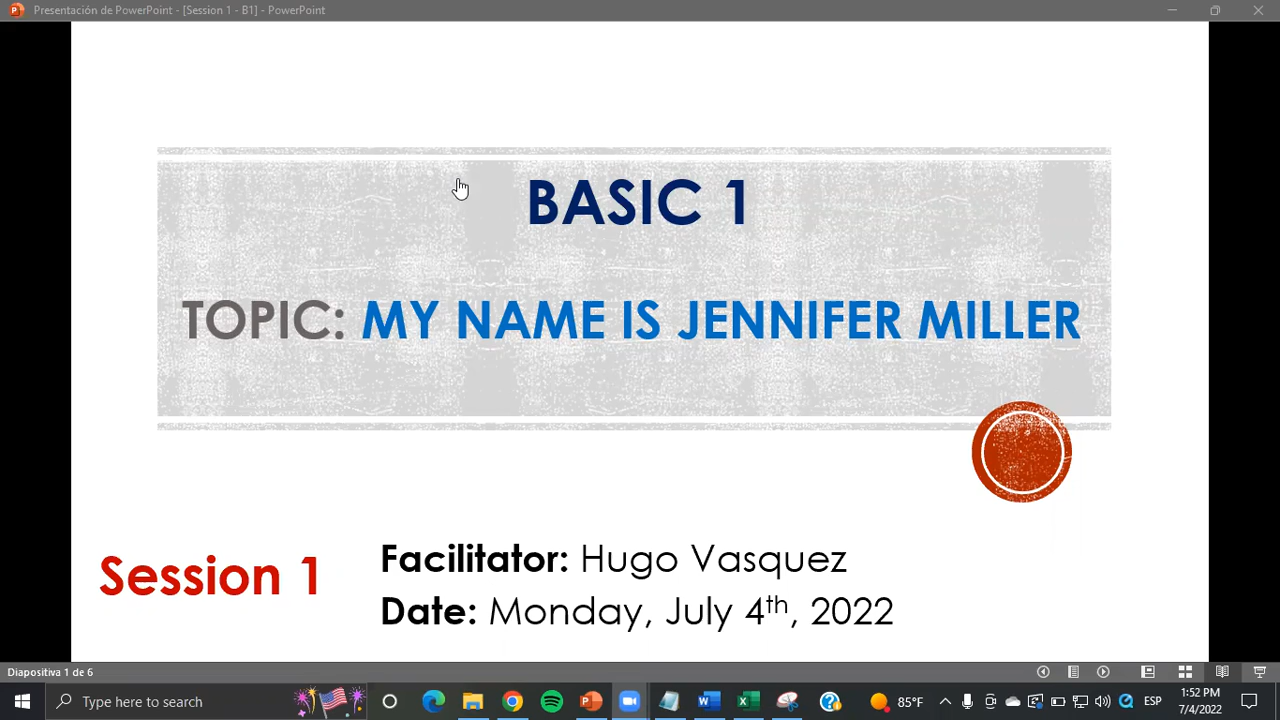 Presentación de PowerPoint - [Session 1 - B1] - PowerPoint
BASIC 1
TOPIC: MY NAME IS JENNIFER MILLER
Session 1
Facilitator: Hugo Vasquez
Date: Monday, July 4th, 2022
Diapositiva 1 de 6
Type here to search
85°F
ESP
1:52 PM
7/4/2022